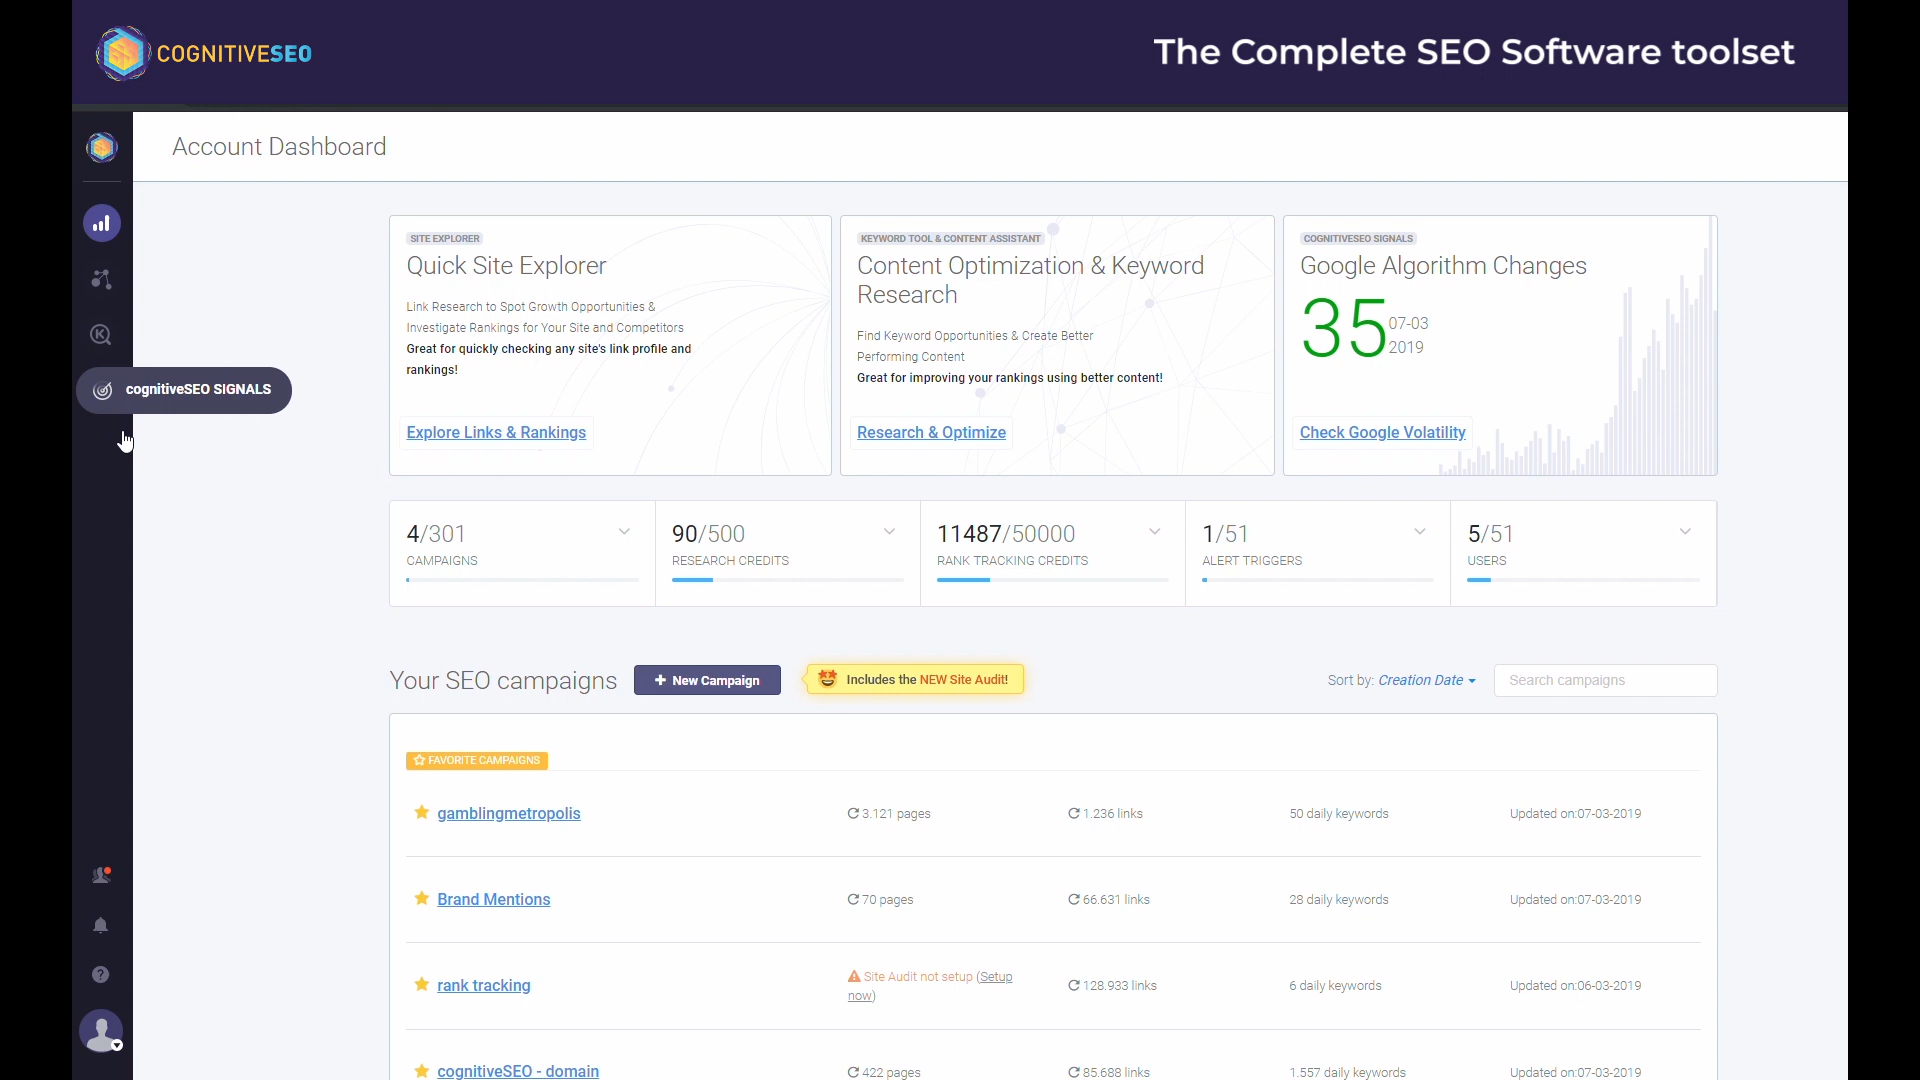 COGNITIVESEO
The Complete SEO Software toolset
Account Dashboard
SITE EXPLORER
Quick Site Explorer
Link Research to Spot Growth Opportunities &
Investigate Rankings for Your Site and Competitors
Great for quickly checking any site's link profile and
rankings!
Explore Links & Rankings
KEYWORD TOOL & CONTENT ASSISTANT
Content Optimization & Keyword
Research
Find Keyword Opportunities & Create Better
Performing Content
Great for improving your rankings using better content!
Research & Optimize
COGNITIVESEO SIGNALS
Google Algorithm Changes
35
07-03
2019
Check Google Volatility
cognitiveSEO SIGNALS
4/301
CAMPAIGNS
90/500
RESEARCH CREDITS
11487/50000
RANK TRACKING CREDITS
1/51
ALERT TRIGGERS
5/51
USERS
Your SEO campaigns
+ New Campaign
Includes the NEW Site Audit!
Sort by: Creation Date
Search campaigns
FAVORITE CAMPAIGNS
gamblingmetropolis 3.121 pages 1.236 links 50 daily keywords Updated on:07-03-2019
Brand Mentions 70 pages 66.631 links 28 daily keywords Updated on:07-03-2019
rank tracking Site Audit not setup (Setup
now) 128.933 links 6 daily keywords Updated on:06-03-2019
cognitiveSEO - domain 422 pages 85.688 links 1.557 daily keywords Updated on:07-03-2019